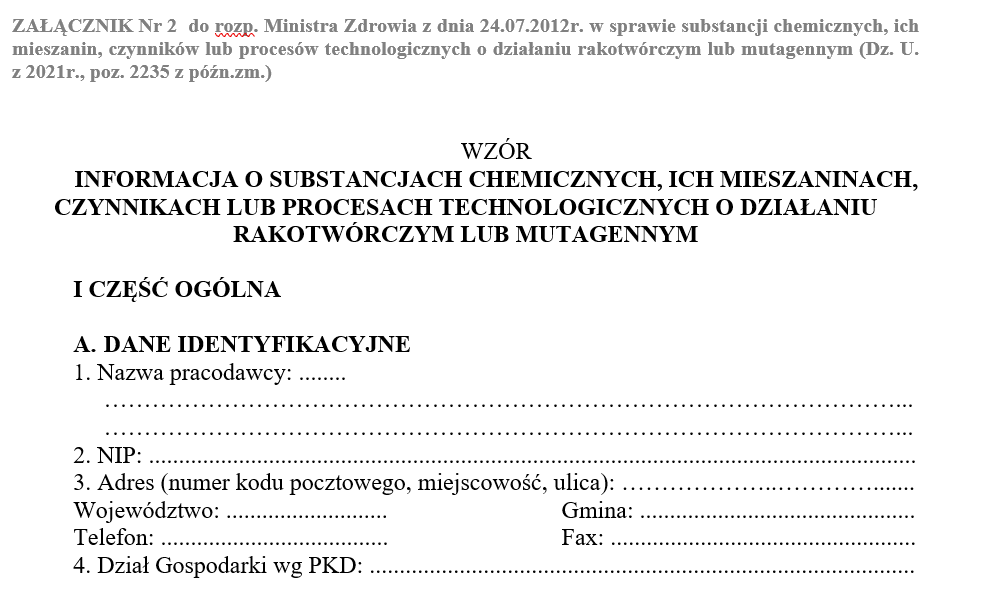 ZAŁĄCZNIK Nr 2 do rozp. Ministra Zdrowia z dnia 24.07.2012r. w sprawie substancji chemicznych, ich
mieszanin, czynników lub procesów technologicznych o działaniu rakotwórczym lub mutagennym (Dz. U.
z 2021r., poz. 2235 z późn.zm.)
WZÓR
INFORMACJA O SUBSTANCJACH CHEMICZNYCH, ICH MIESZANINACH,
CZYNNIKACH LUB PROCESACH TECHNOLOGICZNYCH O DZIAŁANIU
RAKOTWÓRCZYM LUB MUTAGENNYM
I CZĘŚĆ OGÓLNA
A. DANE IDENTYFIKACYJNE
1. Nazwa pracodawcy: ........
…………………………………………………………………………………………...
…………………………………………………………………………………………...
2. NIP: ................................................................................................................................
3. Adres (numer kodu pocztowego, miejscowość, ulica): ………………..………….......
Województwo: ........................... Gmina: ..............................................
Telefon: ...................................... Fax: ...................................................
4. Dział Gospodarki wg PKD: ...........................................................................................